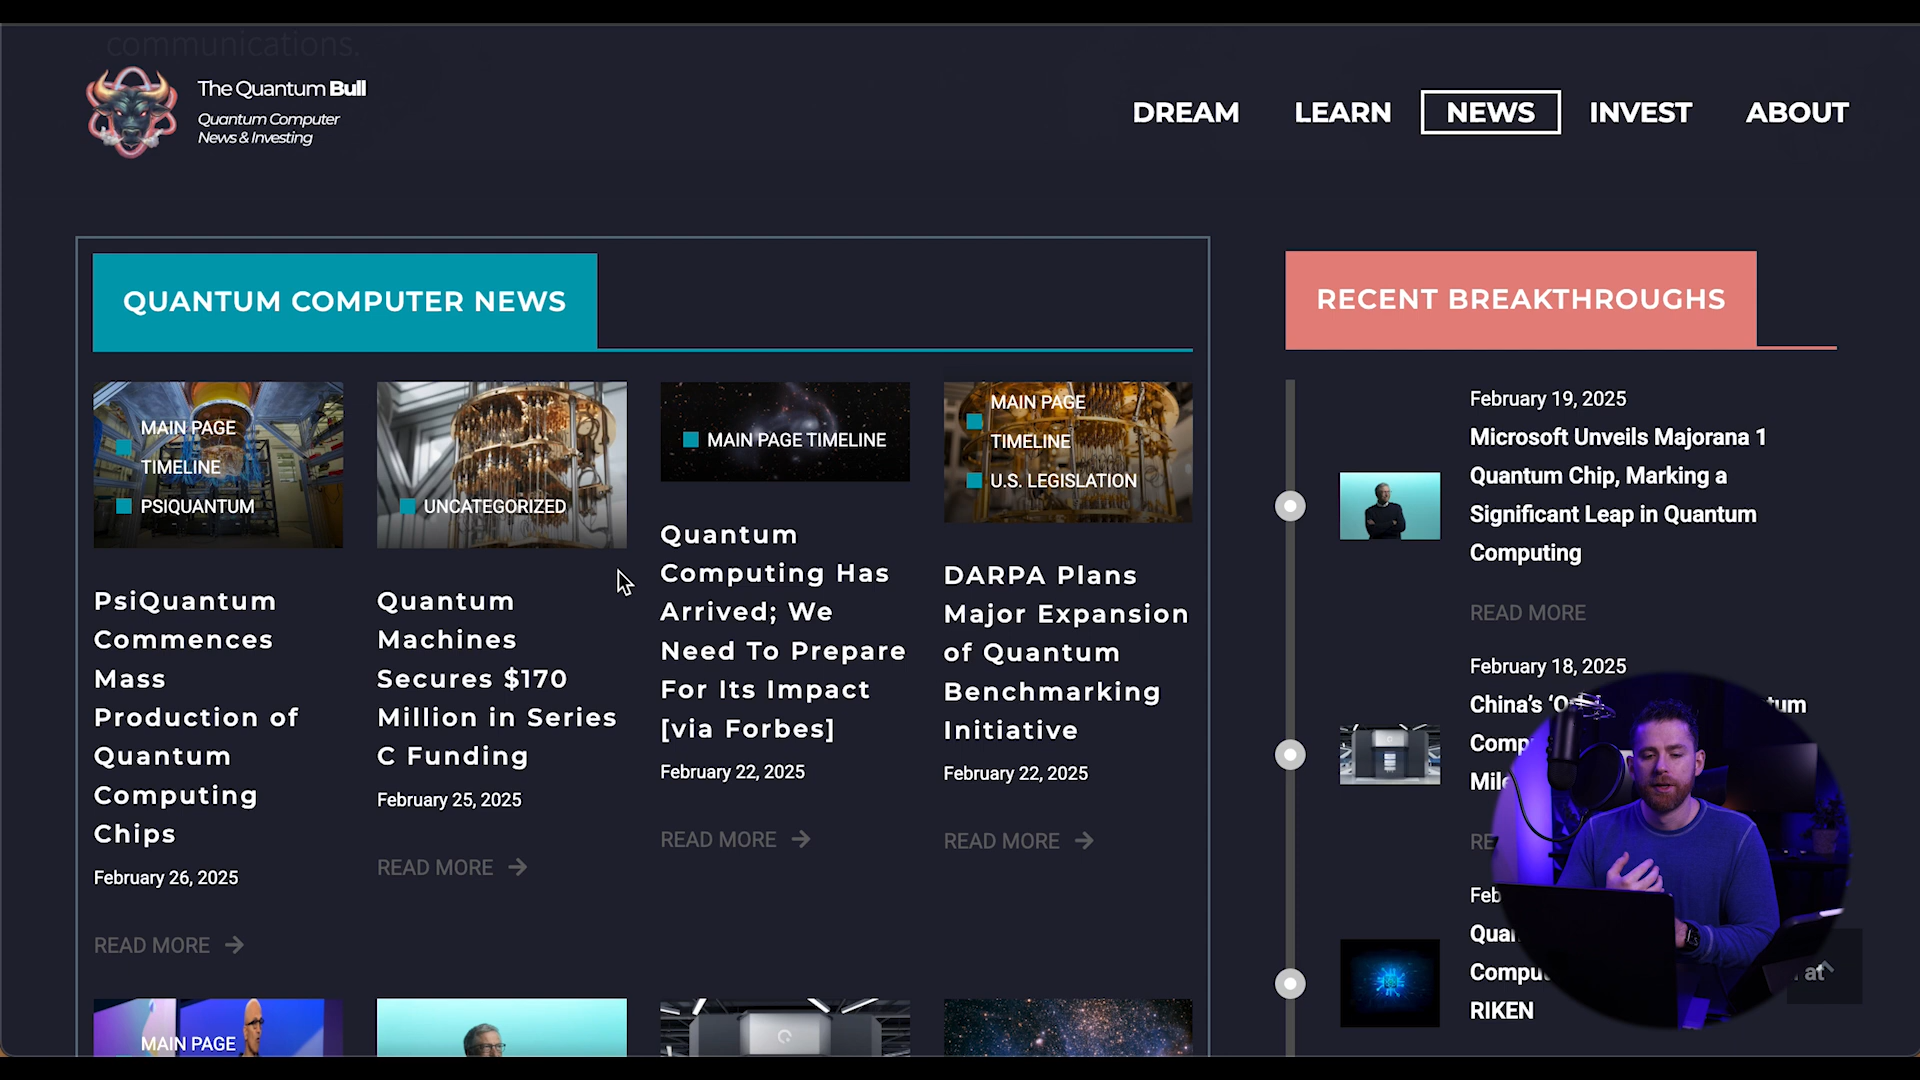 communications.
The Quantum Bull
Quantum Computer
News & Investing
DREAM
LEARN
NEWS
INVEST
ABOUT
QUANTUM COMPUTER NEWS
MAIN PAGE
TIMELINE
PSIQUANTUM
PsiQuantum
Commences
Mass
Production of
Quantum
Computing
Chips
February 26, 2025
READ MORE
UNCATEGORIZED
Quantum
Machines
Secures $170
Million in Series
C Funding
February 25, 2025
READ MORE
MAIN PAGE TIMELINE
Quantum
Computing Has
Arrived; We
Need To Prepare
For Its Impact
[via Forbes]
February 22, 2025
READ MORE
MAIN PAGE
TIMELINE
U.S. LEGISLATION
DARPA Plans
Major Expansion
of Quantum
Benchmarking
Initiative
February 22, 2025
READ MORE
MAIN PAGE
RECENT BREAKTHROUGHS
February 19, 2025
Microsoft Unveils Majorana 1
Quantum Chip, Marking a
Significant Leap in Quantum
Computing
READ MORE
February 18, 2025
China's
at
RIKEN